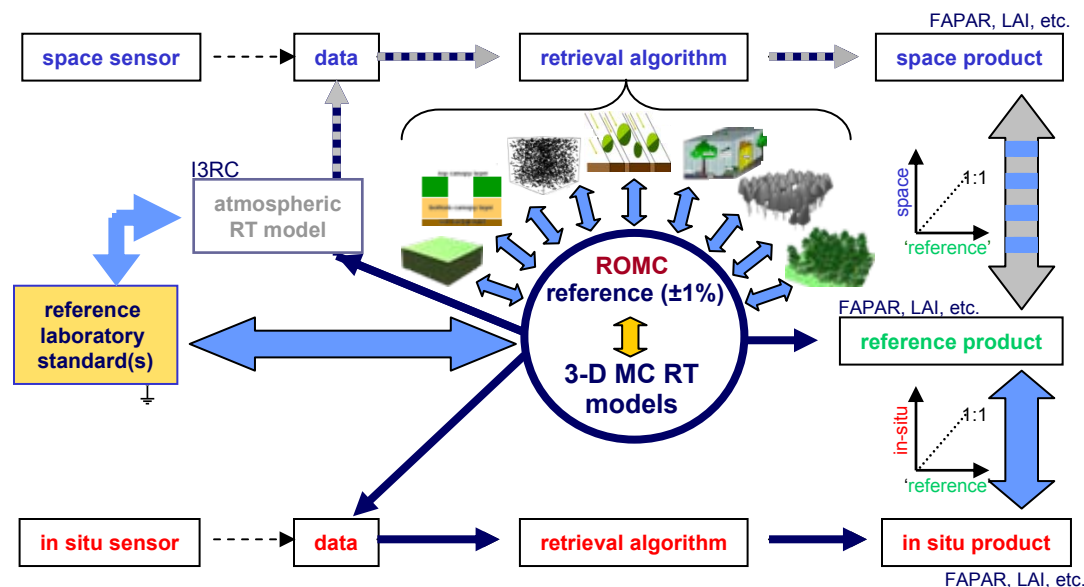 FAPAR, LAI, etc.
space sensor
data
retrieval algorithm
space product
I3RC
atmospheric
RT model
space
1:1
'reference'
ROMC
reference (±1%)
3-D MC RT
models
reference
laboratory
standard(s)
FAPAR, LAI, etc.
reference product
in-situ
1:1
'reference'
in situ sensor
data
retrieval algorithm
in situ product
FAPAR, LAI, etc.